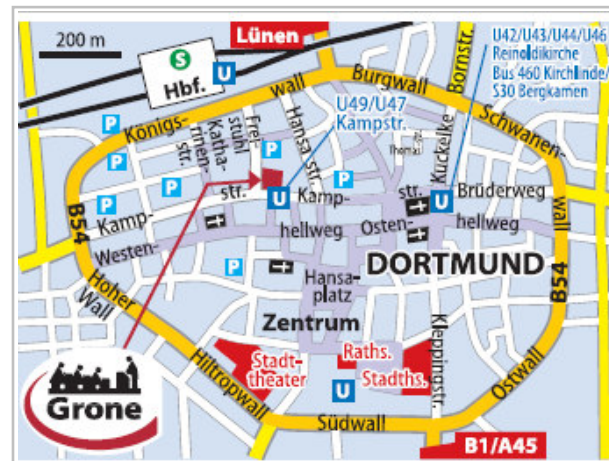 200 m
Lünen
S
Hbf.
U
U42/U43/U44/U46
Reinoldikirche
Bus 460 Kirchlinde/
S30 Bergkamen
Bornstr.
Königs-
wall
Burgwall
Schwanen-
wall
U49/U47
Kampstr.
Katha-
rinen-
str.
Frei-
stuhl
Hansa str.
Thomas
Kuckelke
P
P
P
P
P
P
P
P
Kamp-
str.
U
Kamp-
str.
U
Brüderweg
Westen-
hellweg
Osten-
hellweg
B54
B54
Hansa-
platz
DORTMUND
Hoher
Wall
Zentrum
Hiltropwall
Stadt-
theater
Raths.
Stadths.
Kleppingstr.
Ostwall
U
Südwall
B1/A45
Grone